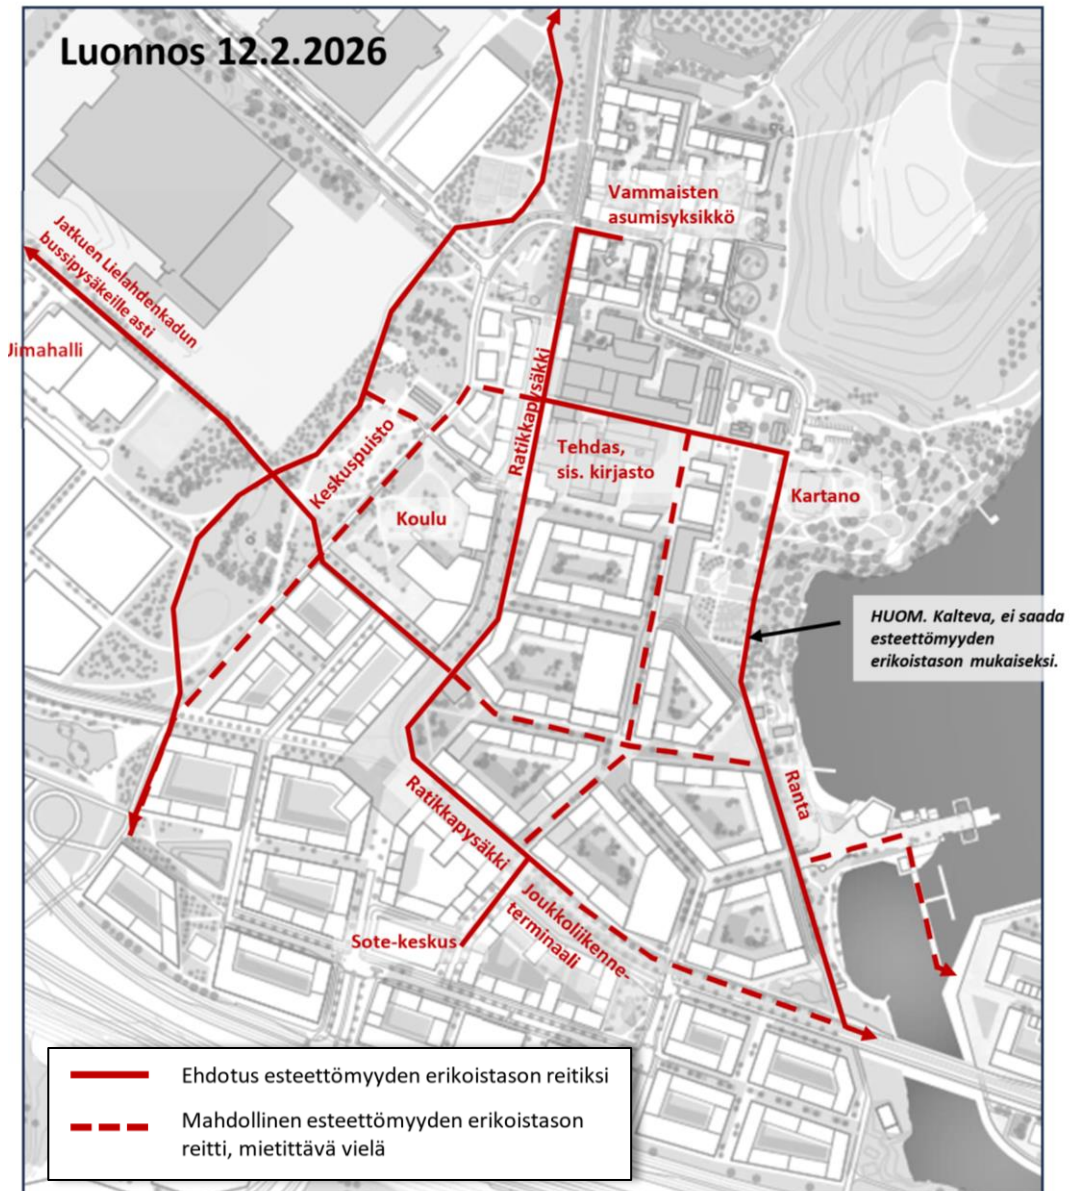 Luonnos 12.2.2026
Vammaisten
asumisyksikkö
Jatkuen Lielahdenkadun
bussipysäkeille asti
Uimahalli
Ratikkapysäkki
Keskuspuisto
Tehdas,
sis. kirjasto
Koulu
Kartano
HUOM. Kalteva, ei saada
esteettömyyden
erikoistason mukaiseksi.
Ranta
Ratikkapysäkki
Joukkoliikenne-
terminaali
Sote-keskus
Ehdotus esteettömyyden erikoistason reitiksi
Mahdollinen esteettömyyden erikoistason
reitti, mietittävä vielä